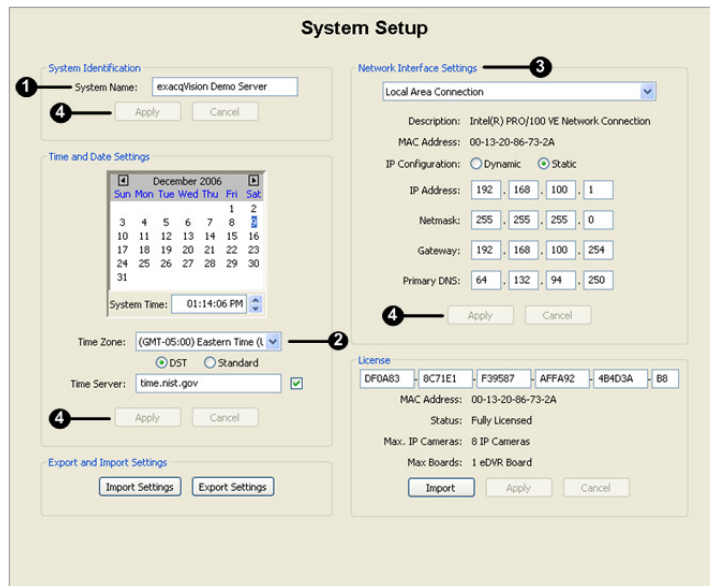 System Setup
System Identification
1
System Name: exacqVision Demo Server
4
Apply Cancel
Time and Date Settings
December 2006
Sun Mon Tue Wed Thu Fri Sat
1 2
3 4 5 6 7 8 9
10 11 12 13 14 15 16
17 18 19 20 21 22 23
24 25 26 27 28 29 30
31
System Time: 01:14:06 PM
Time Zone: (GMT-05:00) Eastern Time (U
2
DST Standard
Time Server: time.nist.gov
4
Apply Cancel
Export and Import Settings
Import Settings Export Settings
Network Interface Settings
3
Local Area Connection
Description: Intel(R) PRO/100 VE Network Connection
MAC Address: 00-13-20-86-73-2A
IP Configuration: Dynamic Static
IP Address: 192 . 168 . 100 . 1
Netmask: 255 . 255 . 255 . 0
Gateway: 192 . 168 . 100 . 254
Primary DNS: 64 . 132 . 94 . 250
4
Apply Cancel
License
DF0A83 - 8C71E1 - F39587 - AFFA92 - 4B4D3A - B8
MAC Address: 00-13-20-86-73-2A
Status: Fully Licensed
Max. IP Cameras: 8 IP Cameras
Max Boards: 1 eDVR Board
Import Apply Cancel